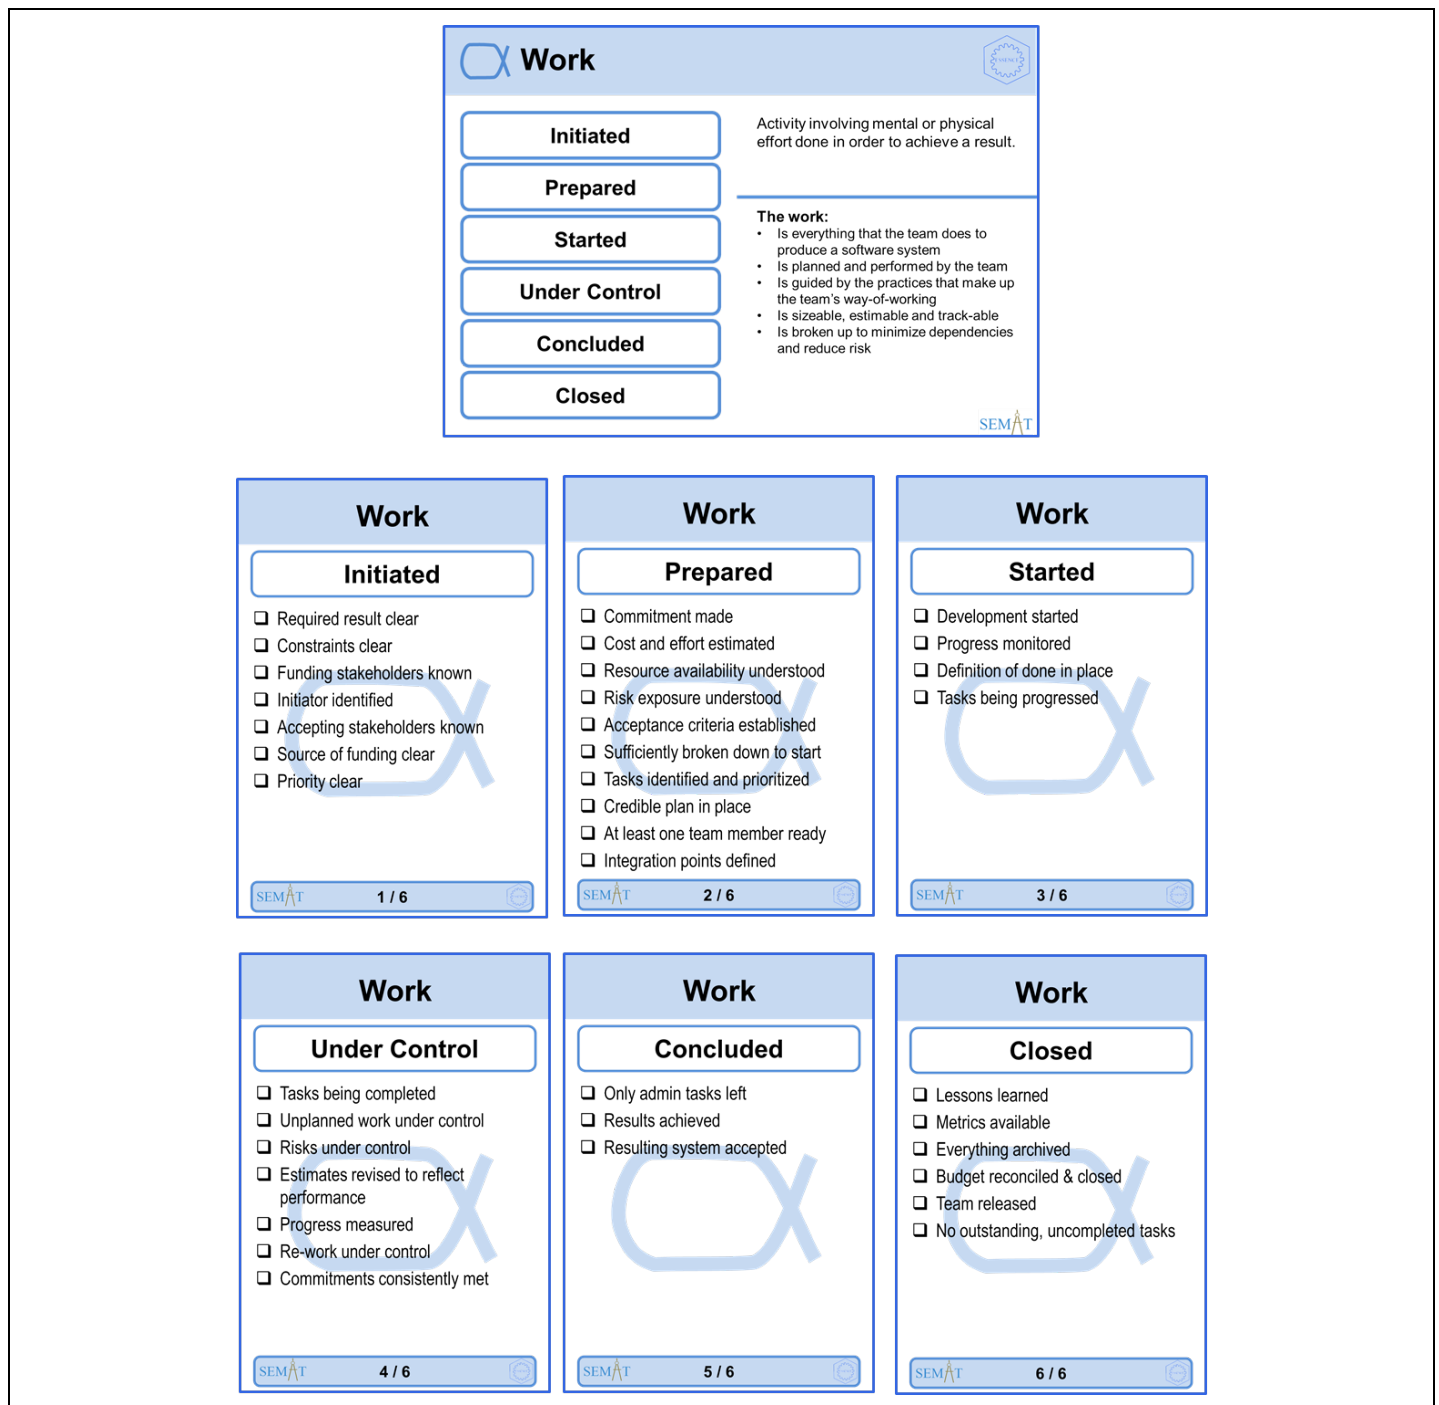 Work
Initiated
Prepared
Started
Under Control
Concluded
Closed
Activity involving mental or physical
effort done in order to achieve a result.
The work:
• Is everything that the team does to
produce a software system
• Is planned and performed by the team
• Is guided by the practices that make up
the team's way-of-working
• Is sizeable, estimable and track-able
• Is broken up to minimize dependencies
and reduce risk
SEMAT
Work
Initiated
❑ Required result clear
❑ Constraints clear
❑ Funding stakeholders known
❑ Initiator identified
❑ Accepting stakeholders known
❑ Source of funding clear
❑ Priority clear
SEMAT
1 / 6
Work
Prepared
❑ Commitment made
❑ Cost and effort estimated
❑ Resource availability understood
❑ Risk exposure understood
❑ Acceptance criteria established
❑ Sufficiently broken down to start
❑ Tasks identified and prioritized
❑ Credible plan in place
❑ At least one team member ready
❑ Integration points defined
SEMAT
2 / 6
Work
Started
❑ Development started
❑ Progress monitored
❑ Definition of done in place
❑ Tasks being progressed
SEMAT
3 / 6
Work
Under Control
❑ Tasks being completed
❑ Unplanned work under control
❑ Risks under control
❑ Estimates revised to reflect
performance
❑ Progress measured
❑ Re-work under control
❑ Commitments consistently met
SEMAT
4 / 6
Work
Concluded
❑ Only admin tasks left
❑ Results achieved
❑ Resulting system accepted
SEMAT
5 / 6
Work
Closed
❑ Lessons learned
❑ Metrics available
❑ Everything archived
❑ Budget reconciled & closed
❑ Team released
❑ No outstanding, uncompleted tasks
SEMAT
6 / 6